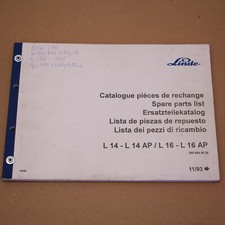 Linde
Catalogue pièces de rechange
Spare parts list
Ersatzteilekatalog
Lista de piezas de repuesto
Lista dei pezzi di ricambio
L 14 - L 14 AP / L 16 - L 16 AP
11/93